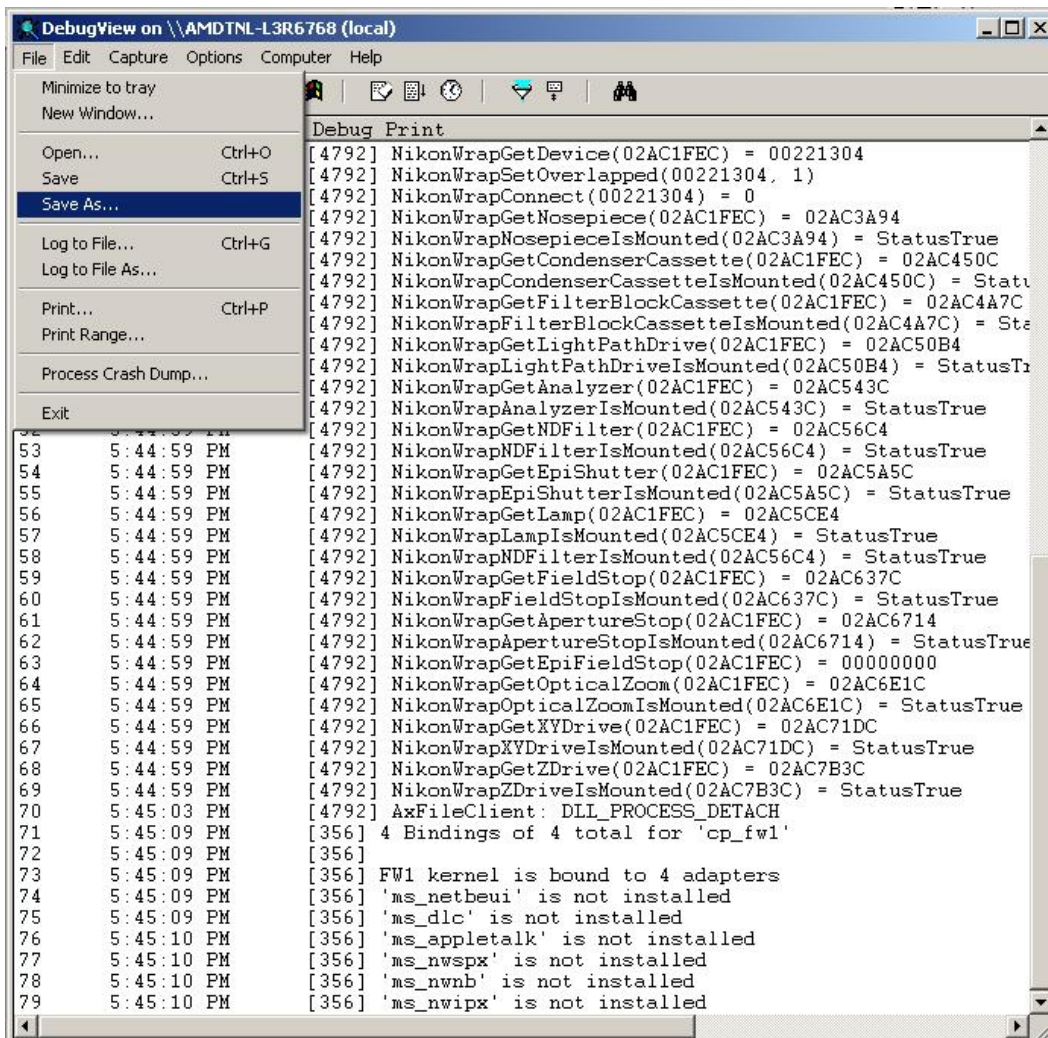 DebugView on \\AMDTNL-L3R6768 (local)
File Edit Capture Options Computer Help
Minimize to tray
New Window...
Open... Ctrl+O
Save Ctrl+S
Save As...
Log to File... Ctrl+G
Log to File As...
Print... Ctrl+P
Print Range...
Process Crash Dump...
Exit
Debug Print
[4792] NikonWrapGetDevice(02AC1FEC) = 00221304
[4792] NikonWrapSetOverlapped(00221304, 1)
[4792] NikonWrapConnect(00221304) = 0
[4792] NikonWrapGetNosepiece(02AC1FEC) = 02AC3A94
[4792] NikonWrapNosepieceIsMounted(02AC3A94) = StatusTrue
[4792] NikonWrapGetCondenserCassette(02AC1FEC) = 02AC450C
[4792] NikonWrapCondenserCassetteIsMounted(02AC450C) = Statu
[4792] NikonWrapGetFilterBlockCassette(02AC1FEC) = 02AC4A7C
[4792] NikonWrapFilterBlockCassetteIsMounted(02AC4A7C) = Sta
[4792] NikonWrapGetLightPathDrive(02AC1FEC) = 02AC50B4
[4792] NikonWrapLightPathDriveIsMounted(02AC50B4) = StatusTr
[4792] NikonWrapGetAnalyzer(02AC1FEC) = 02AC543C
[4792] NikonWrapAnalyzerIsMounted(02AC543C) = StatusTrue
52 5:44:59 PM [4792] NikonWrapGetNDFilter(02AC1FEC) = 02AC56C4
53 5:44:59 PM [4792] NikonWrapNDFilterIsMounted(02AC56C4) = StatusTrue
54 5:44:59 PM [4792] NikonWrapGetEpiShutter(02AC1FEC) = 02AC5A5C
55 5:44:59 PM [4792] NikonWrapEpiShutterIsMounted(02AC5A5C) = StatusTrue
56 5:44:59 PM [4792] NikonWrapGetLamp(02AC1FEC) = 02AC5CE4
57 5:44:59 PM [4792] NikonWrapLampIsMounted(02AC5CE4) = StatusTrue
58 5:44:59 PM [4792] NikonWrapNDFilterIsMounted(02AC56C4) = StatusTrue
59 5:44:59 PM [4792] NikonWrapGetFieldStop(02AC1FEC) = 02AC637C
60 5:44:59 PM [4792] NikonWrapFieldStopIsMounted(02AC637C) = StatusTrue
61 5:44:59 PM [4792] NikonWrapGetApertureStop(02AC1FEC) = 02AC6714
62 5:44:59 PM [4792] NikonWrapApertureStopIsMounted(02AC6714) = StatusTrue
63 5:44:59 PM [4792] NikonWrapGetEpiFieldStop(02AC1FEC) = 00000000
64 5:44:59 PM [4792] NikonWrapGetOpticalZoom(02AC1FEC) = 02AC6E1C
65 5:44:59 PM [4792] NikonWrapOpticalZoomIsMounted(02AC6E1C) = StatusTrue
66 5:44:59 PM [4792] NikonWrapGetXYDrive(02AC1FEC) = 02AC71DC
67 5:44:59 PM [4792] NikonWrapXYDriveIsMounted(02AC71DC) = StatusTrue
68 5:44:59 PM [4792] NikonWrapGetZDrive(02AC1FEC) = 02AC7B3C
69 5:44:59 PM [4792] NikonWrapZDriveIsMounted(02AC7B3C) = StatusTrue
70 5:45:03 PM [4792] AxFileClient: DLL_PROCESS_DETACH
71 5:45:09 PM [356] 4 Bindings of 4 total for 'cp_fw1'
72 5:45:09 PM [356]
73 5:45:09 PM [356] FW1 kernel is bound to 4 adapters
74 5:45:09 PM [356] 'ms_netbeui' is not installed
75 5:45:09 PM [356] 'ms_dlc' is not installed
76 5:45:10 PM [356] 'ms_appletalk' is not installed
77 5:45:10 PM [356] 'ms_nwspx' is not installed
78 5:45:10 PM [356] 'ms_nwnb' is not installed
79 5:45:10 PM [356] 'ms_nwipx' is not installed